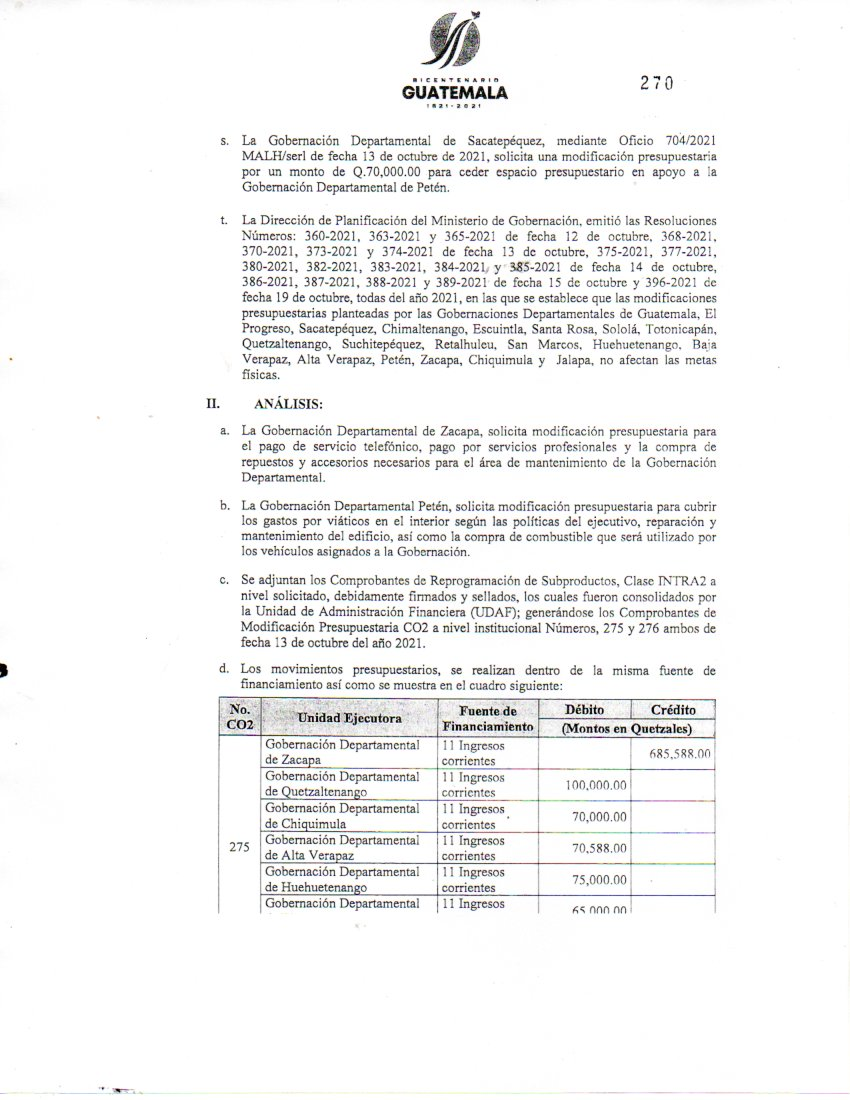 BICENTENARIO
GUATEMALA
1821-2021
270
s. La Gobernación Departamental de Sacatepéquez, mediante Oficio 704/2021
MALH/serl de fecha 13 de octubre de 2021, solicita una modificación presupuestaria
por un monto de Q.70,000.00 para ceder espacio presupuestario en apoyo a la
Gobernación Departamental de Petén.
t. La Dirección de Planificación del Ministerio de Gobernación, emitió las Resoluciones
Números: 360-2021, 363-2021 y 365-2021 de fecha 12 de octubre, 368-2021,
370-2021, 373-2021 y 374-2021 de fecha 13 de octubre, 375-2021, 377-2021,
380-2021, 382-2021, 383-2021, 384-2021, y 385-2021 de fecha 14 de octubre,
386-2021, 387-2021, 388-2021 y 389-2021 de fecha 15 de octubre y 396-2021 de
fecha 19 de octubre, todas del año 2021, en las que se establece que las modificaciones
presupuestarias planteadas por las Gobernaciones Departamentales de Guatemala, El
Progreso, Sacatepéquez, Chimaltenango, Escuintla, Santa Rosa, Sololá, Totonicapán,
Quetzaltenango, Suchitepéquez, Retalhuleu, San Marcos, Huehuetenango, Baja
Verapaz, Alta Verapaz, Petén, Zacapa, Chiquimula y Jalapa, no afectan las metas
físicas.
II. ANÁLISIS:
a. La Gobernación Departamental de Zacapa, solicita modificación presupuestaria para
el pago de servicio telefónico, pago por servicios profesionales y la compra de
repuestos y accesorios necesarios para el área de mantenimiento de la Gobernación
Departamental.
b. La Gobernación Departamental Petén, solicita modificación presupuestaria para cubrir
los gastos por viáticos en el interior según las políticas del ejecutivo, reparación y
mantenimiento del edificio, así como la compra de combustible que será utilizado por
los vehículos asignados a la Gobernación.
c. Se adjuntan los Comprobantes de Reprogramación de Subproductos, Clase INTRA2 a
nivel solicitado, debidamente firmados y sellados, los cuales fueron consolidados por
la Unidad de Administración Financiera (UDAF); generándose los Comprobantes de
Modificación Presupuestaria CO2 a nivel institucional Números, 275 y 276 ambos de
fecha 13 de octubre del año 2021.
d. Los movimientos presupuestarios, se realizan dentro de la misma fuente de
financiamiento así como se muestra en el cuadro siguiente:
No. CO2 Unidad Ejecutora Fuente de Financiamiento Débito Crédito
(Montos en Quetzales)
Gobernación Departamental 11 Ingresos
de Zacapa corrientes 685,588.00
Gobernación Departamental 11 Ingresos
de Quetzaltenango corrientes 100,000.00
Gobernación Departamental 11 Ingresos
de Chiquimula corrientes 70,000.00
275
Gobernación Departamental 11 Ingresos
de Alta Verapaz corrientes 70,588.00
Gobernación Departamental 11 Ingresos
de Huehuetenango corrientes 75,000.00
Gobernación Departamental 11 Ingresos 65,000.00